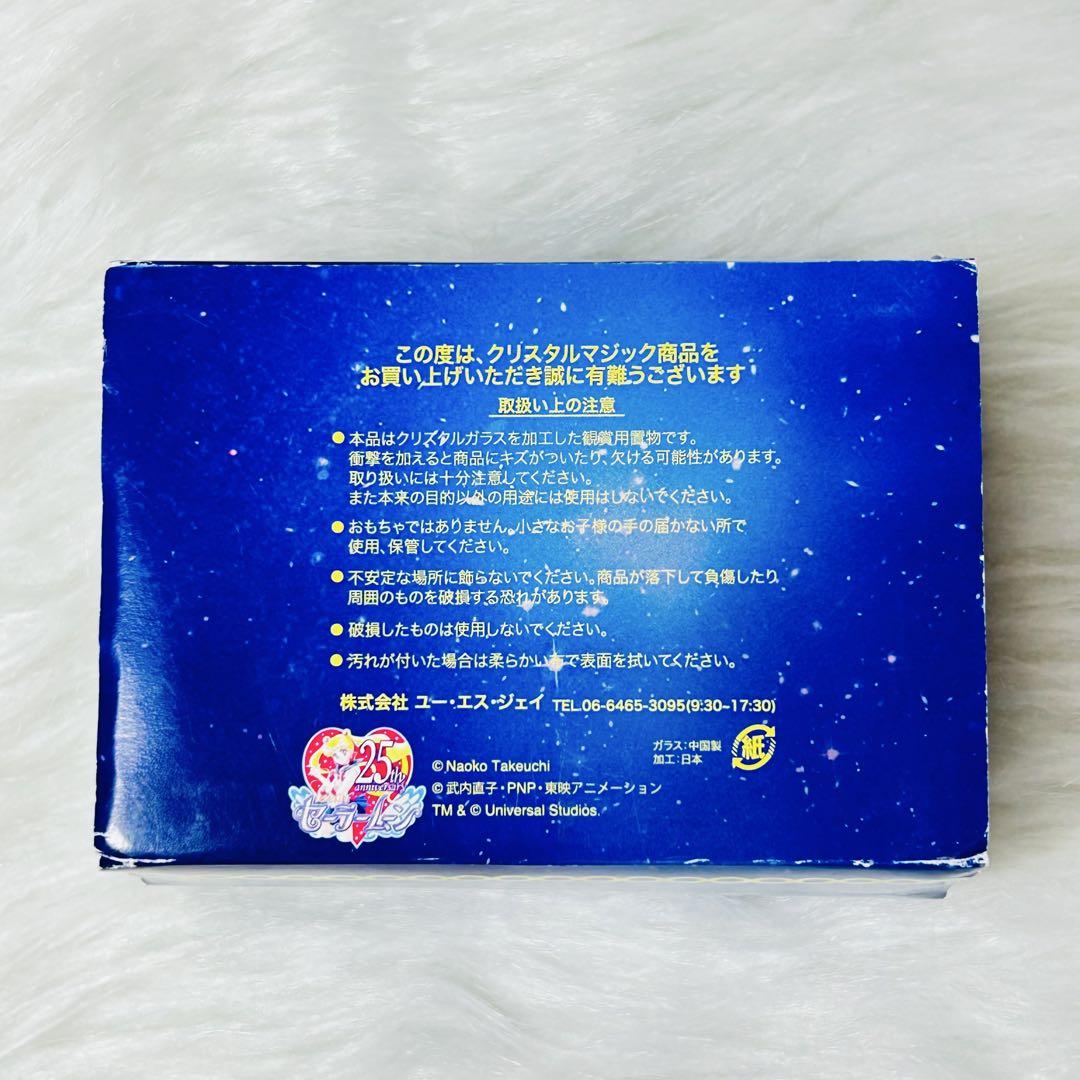 この度は、クリスタルマジック商品を
お買い上げいただき誠に有難うございます
取扱い上の注意
●本品はクリスタルガラスを加工した観賞用置物です。
衝撃を加えると商品にキズがついたり、欠ける可能性があります。
取り扱いには十分注意してください。
また本来の目的以外の用途には使用はしないでください。
●おもちゃではありません。小さなお子様の手の届かない所で
使用、保管してください。
●不安定な場所に飾らないでください。商品が落下して負傷したり
周囲のものを破損する恐れがあります。
●破損したものは使用しないでください。
●汚れが付いた場合は柔らかい布で表面を拭いてください。
株式会社 ユー・エス・ジェイ TEL.06-6465-3095(9:30~17:30)
25th
anniversary
セーラームーン
© Naoko Takeuchi
© 武内直子・PNP・東映アニメーション
TM & © Universal Studios.
ガラス:中国製
加工:日本
紙